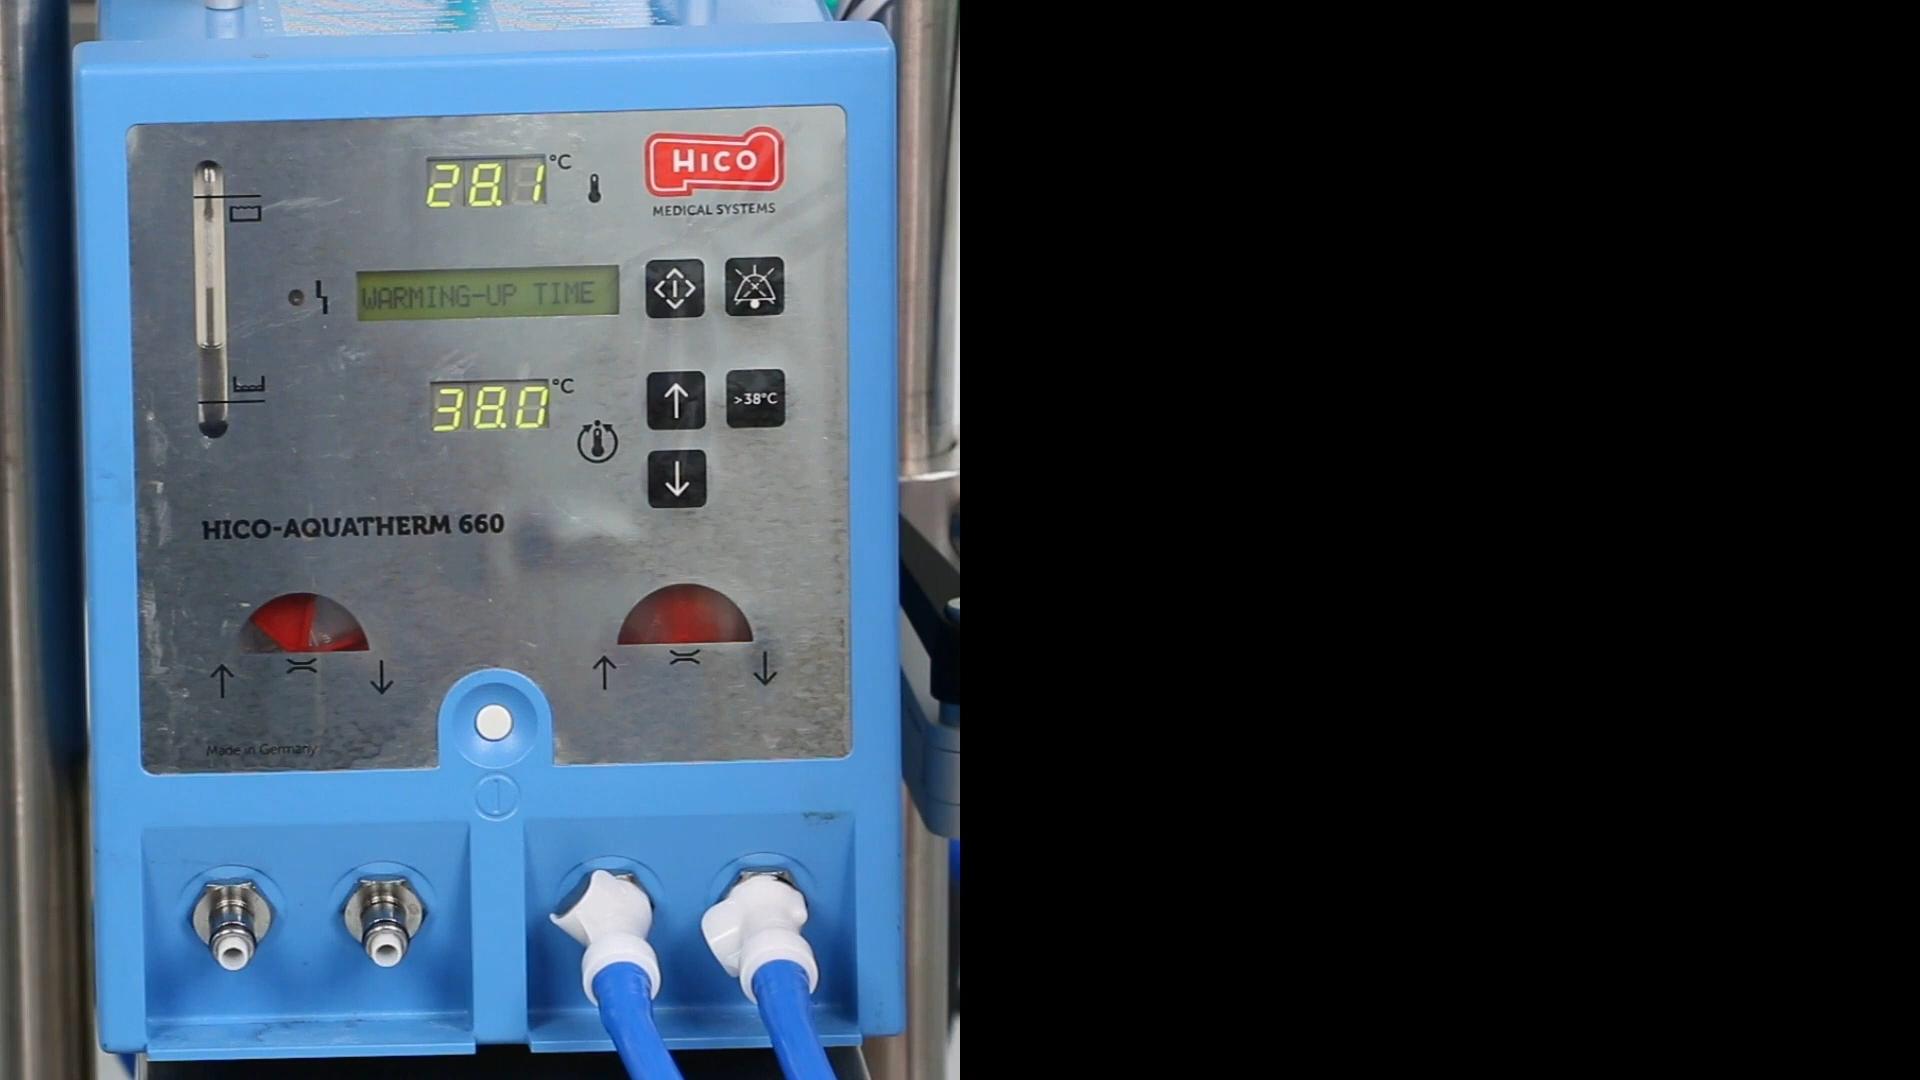 28.1 °C
HICO
MEDICAL SYSTEMS
WARMING-UP TIME
38.0 °C
>38°C
HICO-AQUATHERM 660
Made in Germany